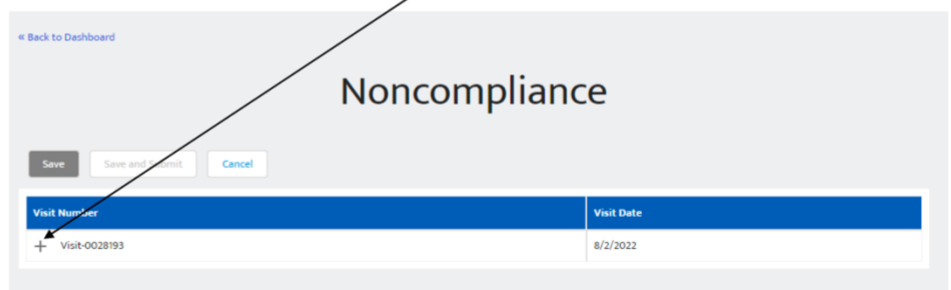 « Back to Dashboard
Noncompliance
Save Save and Submit Cancel
Visit Number Visit Date
Visit-0028193 8/2/2022